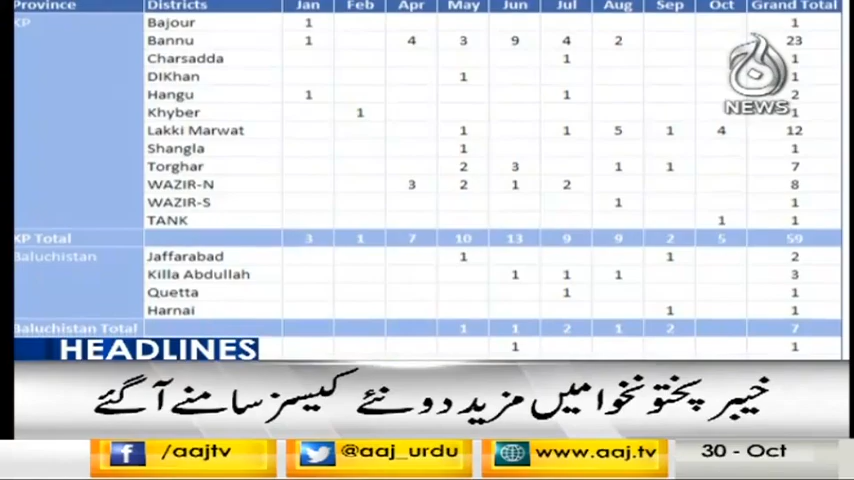 Province Districts Jan Feb Apr May Jun Jul Aug Sep Oct Grand Total
KP Bajour 1 1
Bannu 1 4 3 9 4 2 23
Charsadda 1 1
DIKhan 1 1
Hangu 1 1 2
Khyber 1 1
Lakki Marwat 1 1 5 1 4 12
Shangla 1 1
Torghar 2 3 1 1 7
WAZIR-N 3 2 1 2 8
WAZIR-S 1 1
TANK 1 1
KP Total 3 1 7 10 13 9 9 2 5 59
Baluchistan Jaffarabad 1 1 2
Killa Abdullah 1 1 1 3
Quetta 1 1
Harnai 1 1
Baluchistan Total 1 1 2 1 2 7
1 1
آج
NEWS
HEADLINES
خیبر پختونخوا میں مزید دو نئے کیسز سامنے آگئے
/aajtv @aaj_urdu www.aaj.tv 30 - Oct